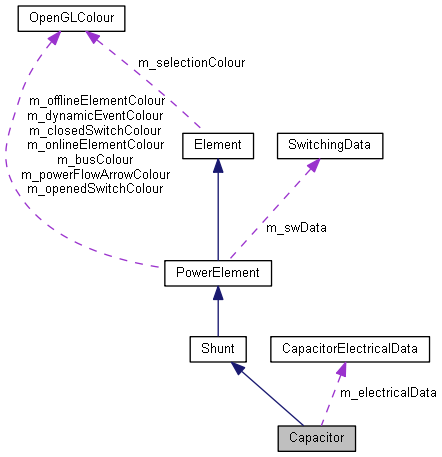 OpenGLColour
m_selectionColour
m_offlineElementColour
m_dynamicEventColour
m_closedSwitchColour
m_onlineElementColour
m_busColour
m_powerFlowArrowColour
m_openedSwitchColour
Element
SwitchingData
m_swData
PowerElement
Shunt
CapacitorElectricalData
m_electricalData
Capacitor